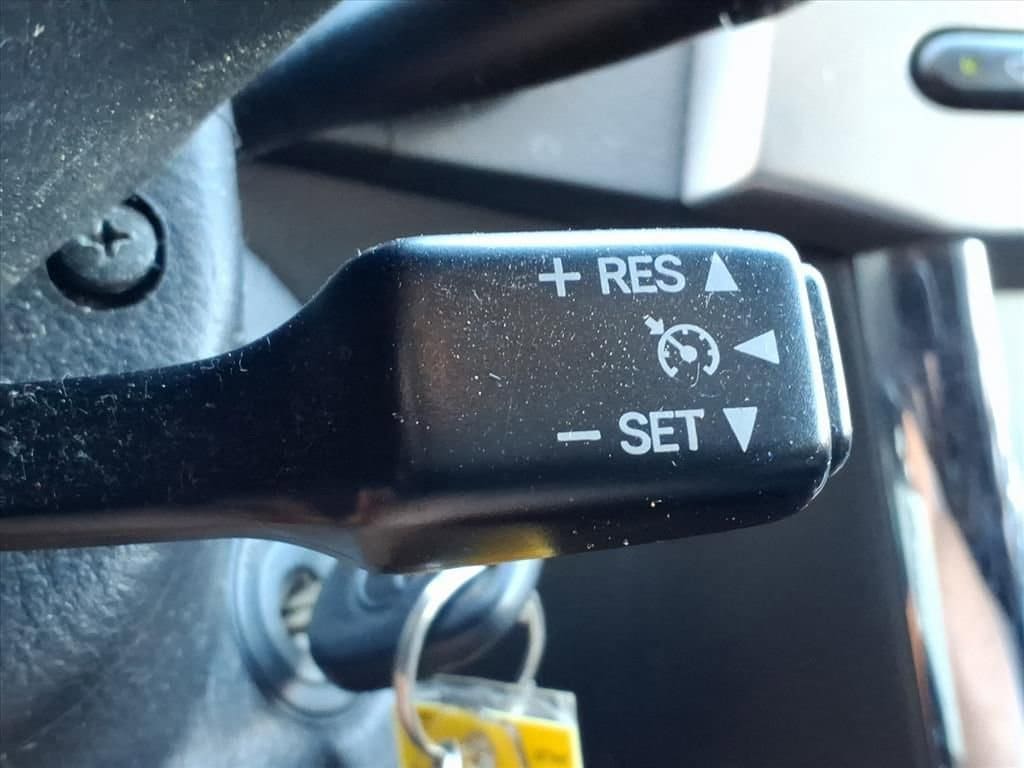 + RES ▲
◀
− SET ▼